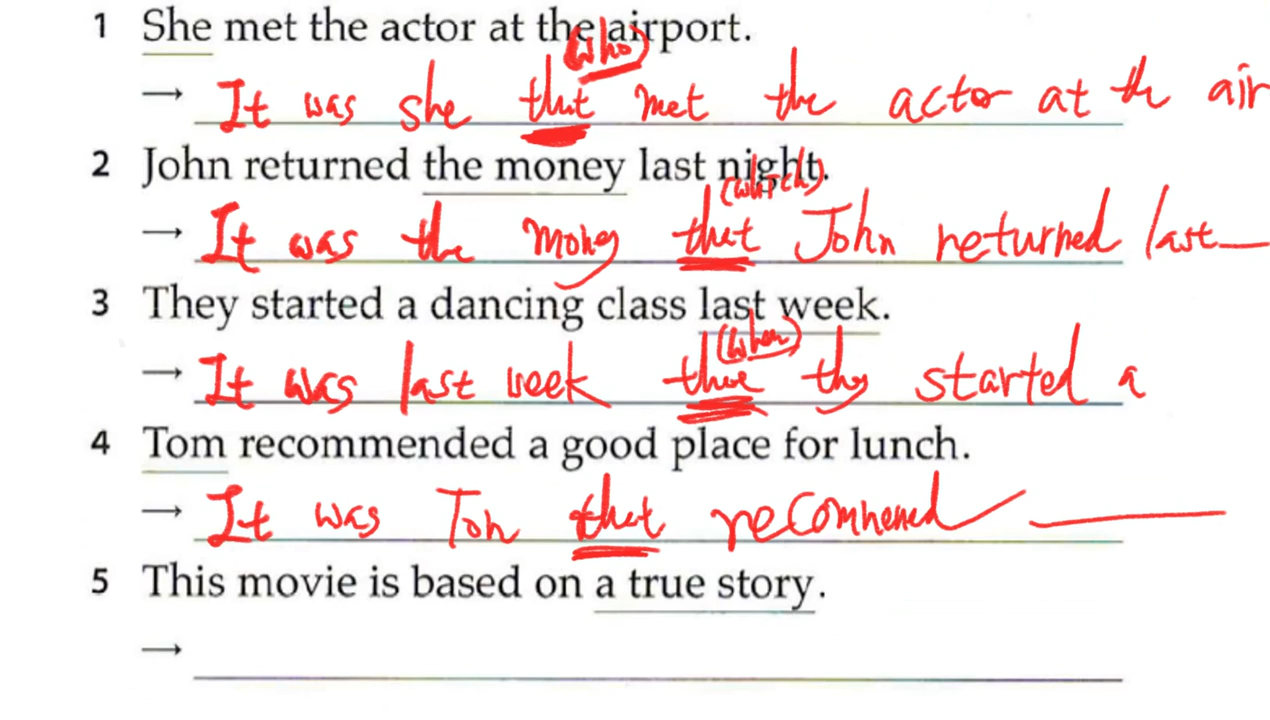 1 She met the actor at the airport.
(who)
→ It was she that met the actor at the air
2 John returned the money last night.
(which)
→ It was the money that John returned last
3 They started a dancing class last week.
(when)
→ It was last week that they started a
4 Tom recommended a good place for lunch.
→ It was Tom that recommened
5 This movie is based on a true story.
→